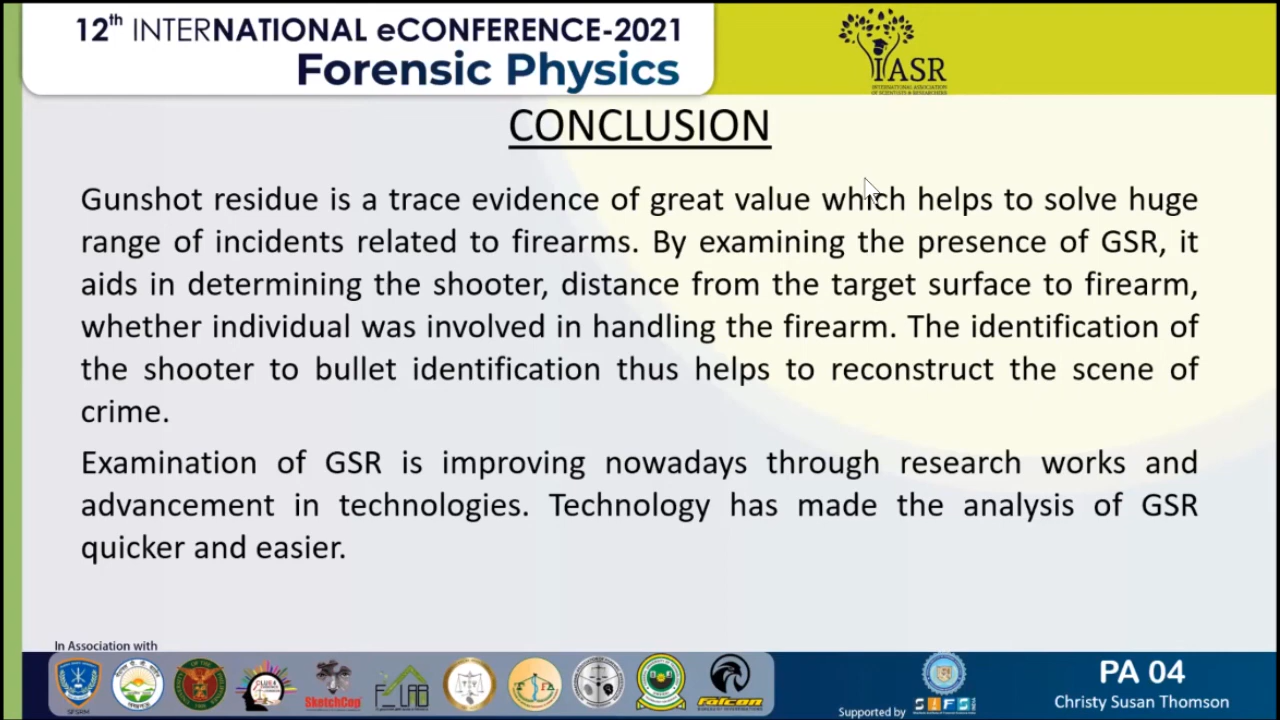 12th INTERNATIONAL eCONFERENCE-2021
Forensic Physics
IASR
INTERNATIONAL ASSOCIATION
OF SCIENTISTS & RESEARCHERS
CONCLUSION
Gunshot residue is a trace evidence of great value which helps to solve huge
range of incidents related to firearms. By examining the presence of GSR, it
aids in determining the shooter, distance from the target surface to firearm,
whether individual was involved in handling the firearm. The identification of
the shooter to bullet identification thus helps to reconstruct the scene of
crime.
Examination of GSR is improving nowadays through research works and
advancement in technologies. Technology has made the analysis of GSR
quicker and easier.
In Association with
SFSRM
SketchCop
F-LAB
FALCON
Supported by
SIFS
PA 04
Christy Susan Thomson